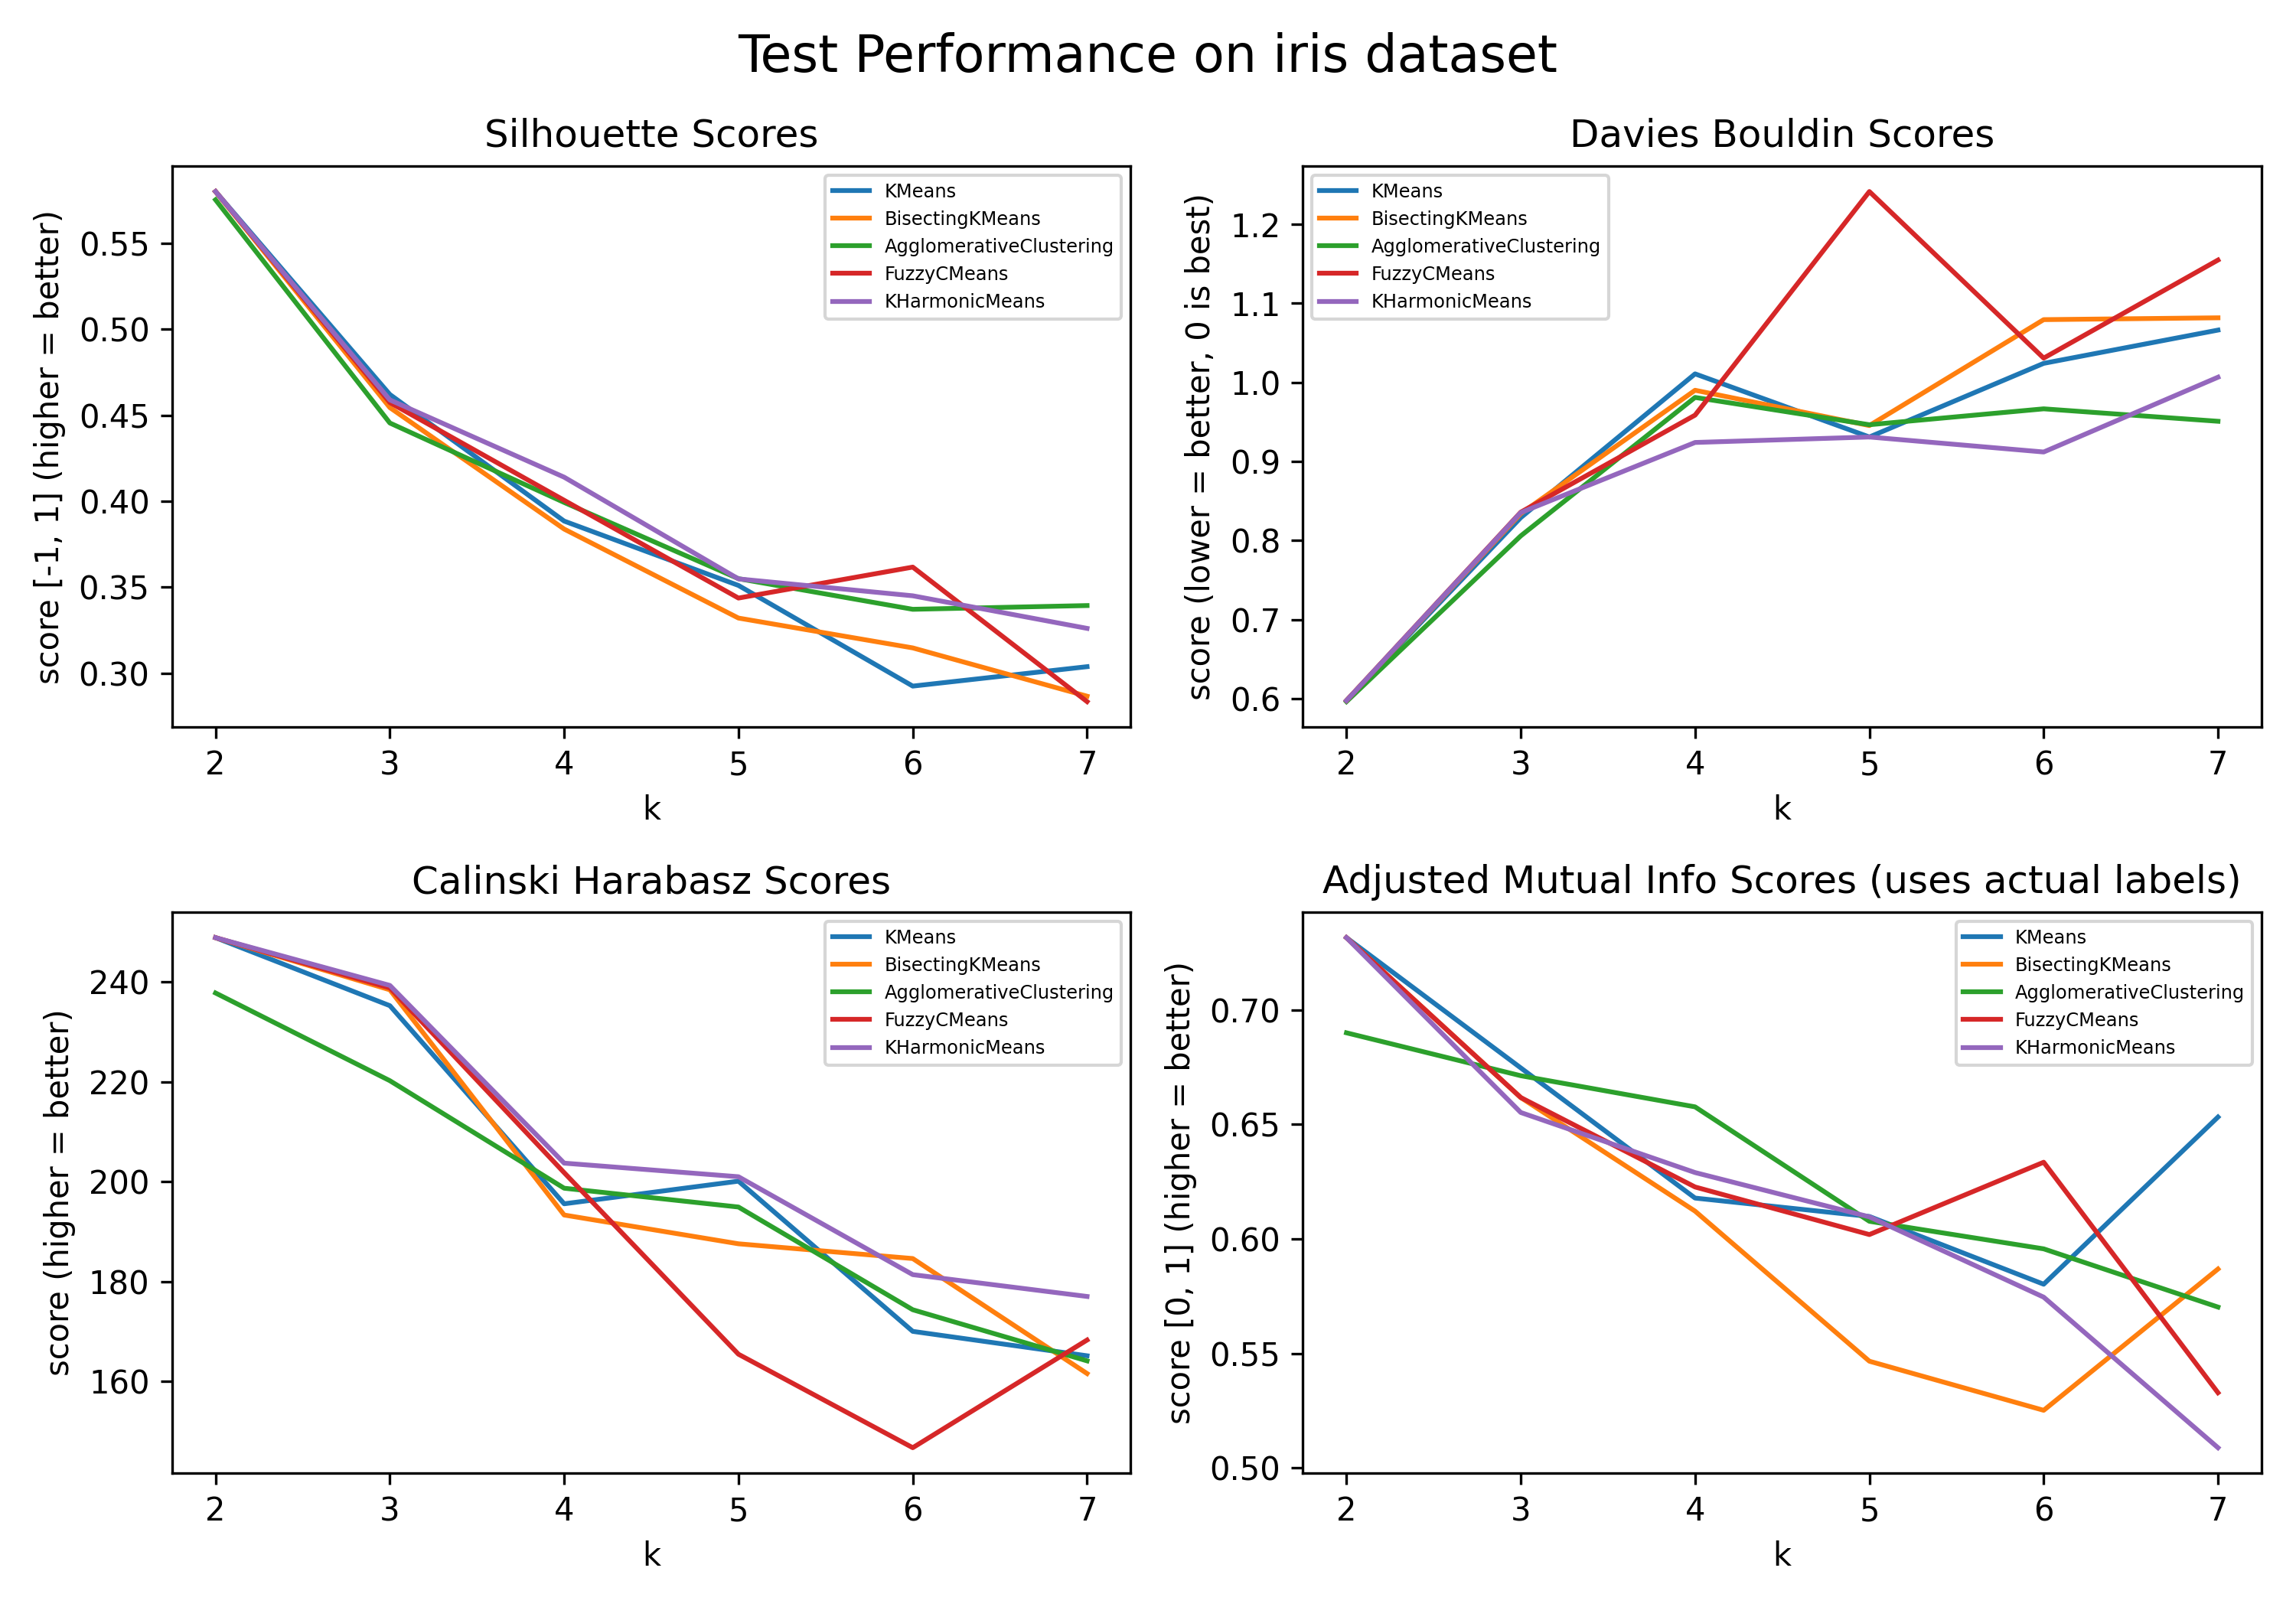 Test Performance on iris dataset
Silhouette Scores
score [-1, 1] (higher = better)
0.55
0.50
0.45
0.40
0.35
0.30
KMeans
BisectingKMeans
AgglomerativeClustering
FuzzyCMeans
KHarmonicMeans
2 3 4 5 6 7
k
Davies Bouldin Scores
score (lower = better, 0 is best)
1.2
1.1
1.0
0.9
0.8
0.7
0.6
KMeans
BisectingKMeans
AgglomerativeClustering
FuzzyCMeans
KHarmonicMeans
2 3 4 5 6 7
k
Calinski Harabasz Scores
score (higher = better)
240
220
200
180
160
KMeans
BisectingKMeans
AgglomerativeClustering
FuzzyCMeans
KHarmonicMeans
2 3 4 5 6 7
k
Adjusted Mutual Info Scores (uses actual labels)
score [0, 1] (higher = better)
0.70
0.65
0.60
0.55
0.50
KMeans
BisectingKMeans
AgglomerativeClustering
FuzzyCMeans
KHarmonicMeans
2 3 4 5 6 7
k